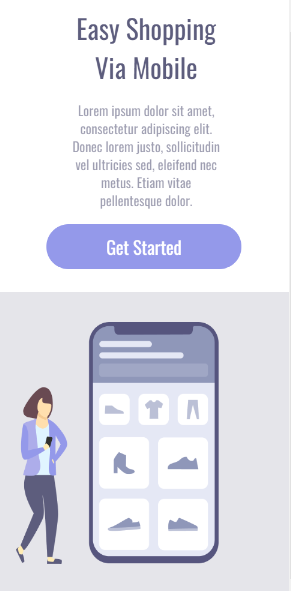 Easy Shopping
Via Mobile
Lorem ipsum dolor sit amet,
consectetur adipiscing elit.
Donec lorem justo, sollicitudin
vel ultricies sed, eleifend nec
metus. Etiam vitae
pellentesque dolor.
Get Started